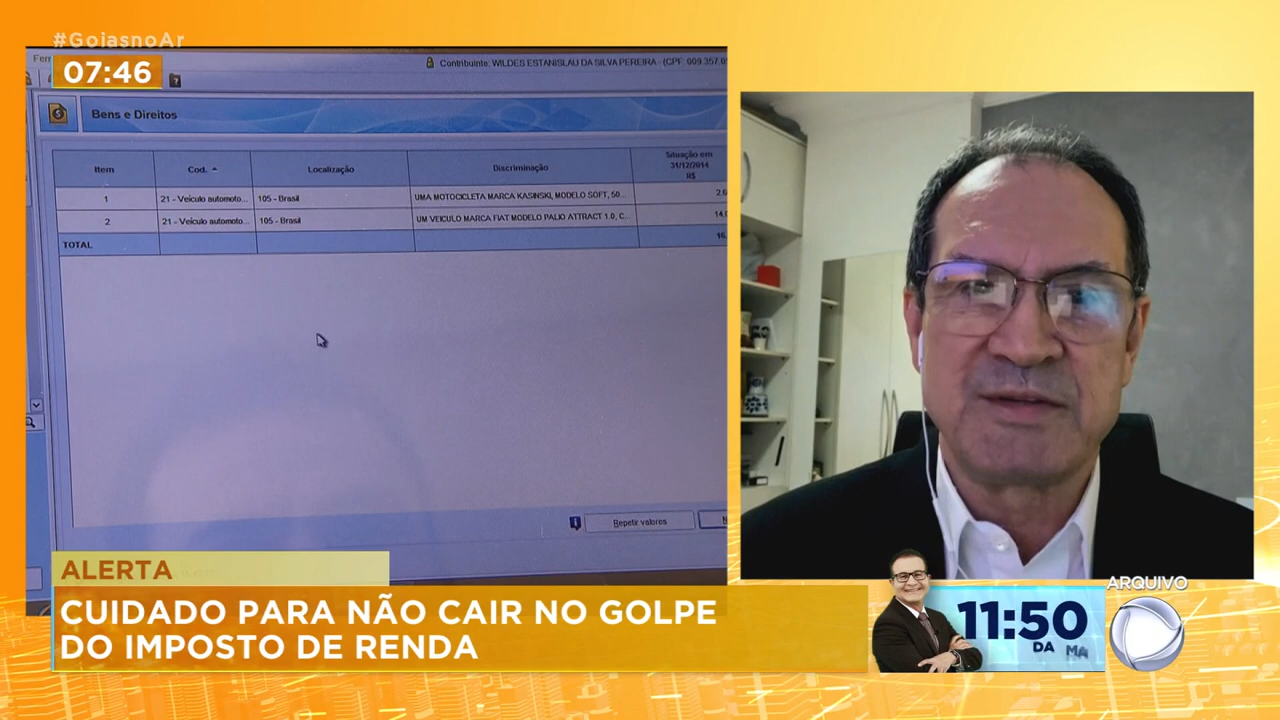 #GoiasnoAr
07:46
Contribuinte: WILDES ESTANISLAU DA SILVA PEREIRA - (CPF: 009.357.
Bens e Direitos
Item
Cod.
Localização
Discriminação
Situação em
31/12/2014
R$
1
21 - Veículo automoto...
105 - Brasil
UMA MOTOCICLETA MARCA KASINSKI, MODELO SOFT, 50...
2
21 - Veículo automoto...
105 - Brasil
UM VEICULO MARCA FIAT MODELO PALIO ATTRACT 1.0, C...
TOTAL
Repetir valores
ALERTA
CUIDADO PARA NÃO CAIR NO GOLPE
DO IMPOSTO DE RENDA
11:50
DA MA
ARQUIVO